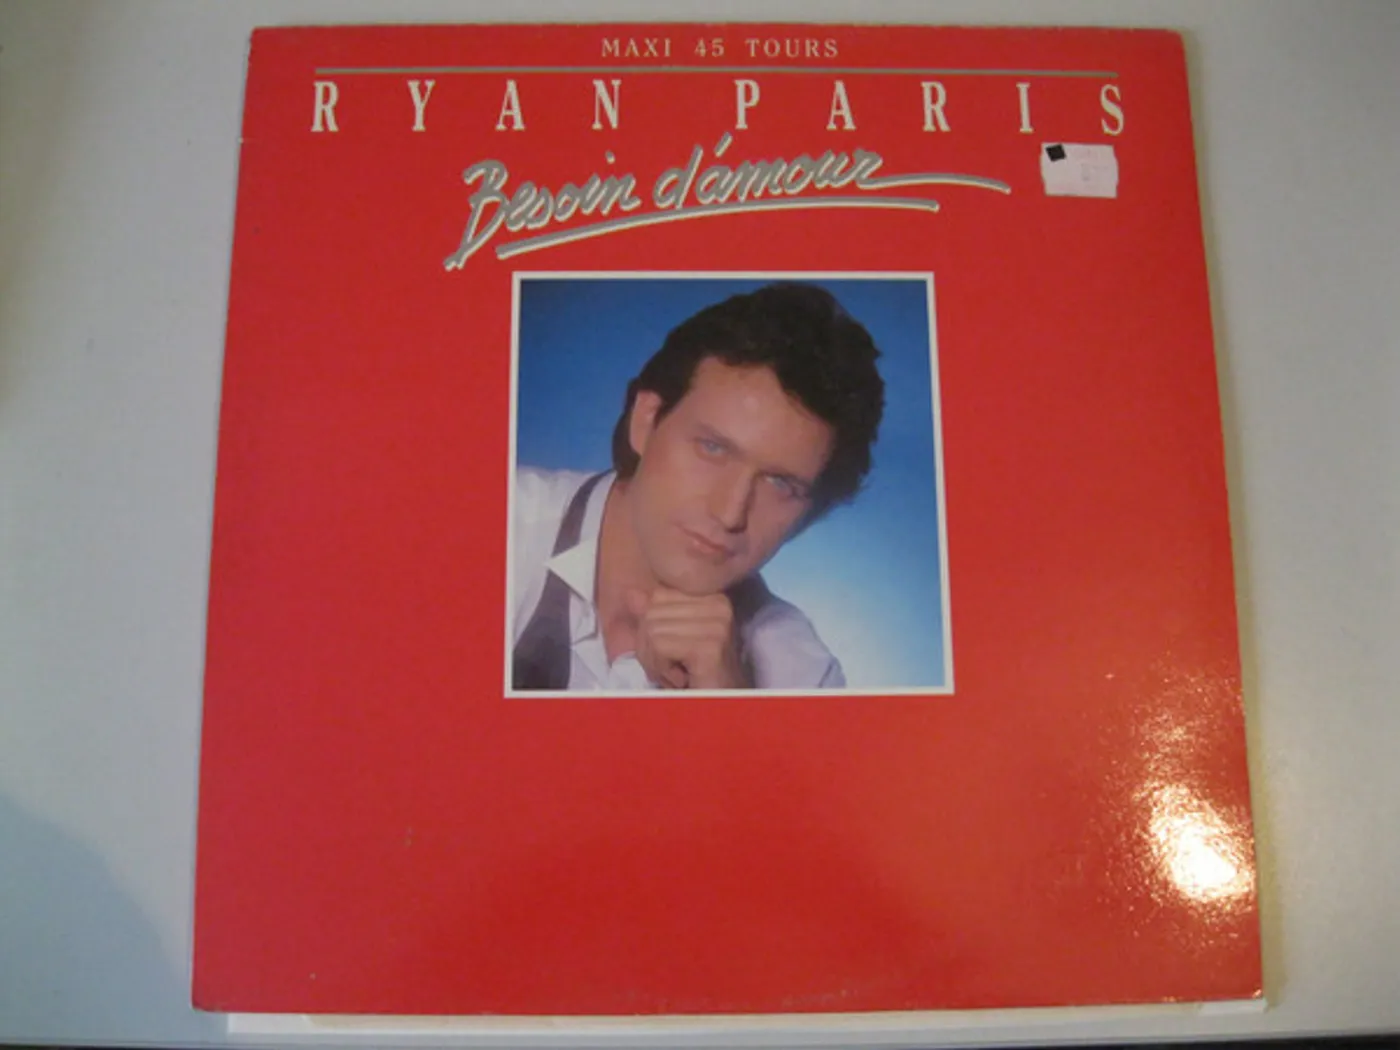 MAXI 45 TOURS
RYAN PARIS
Besoin d'amour